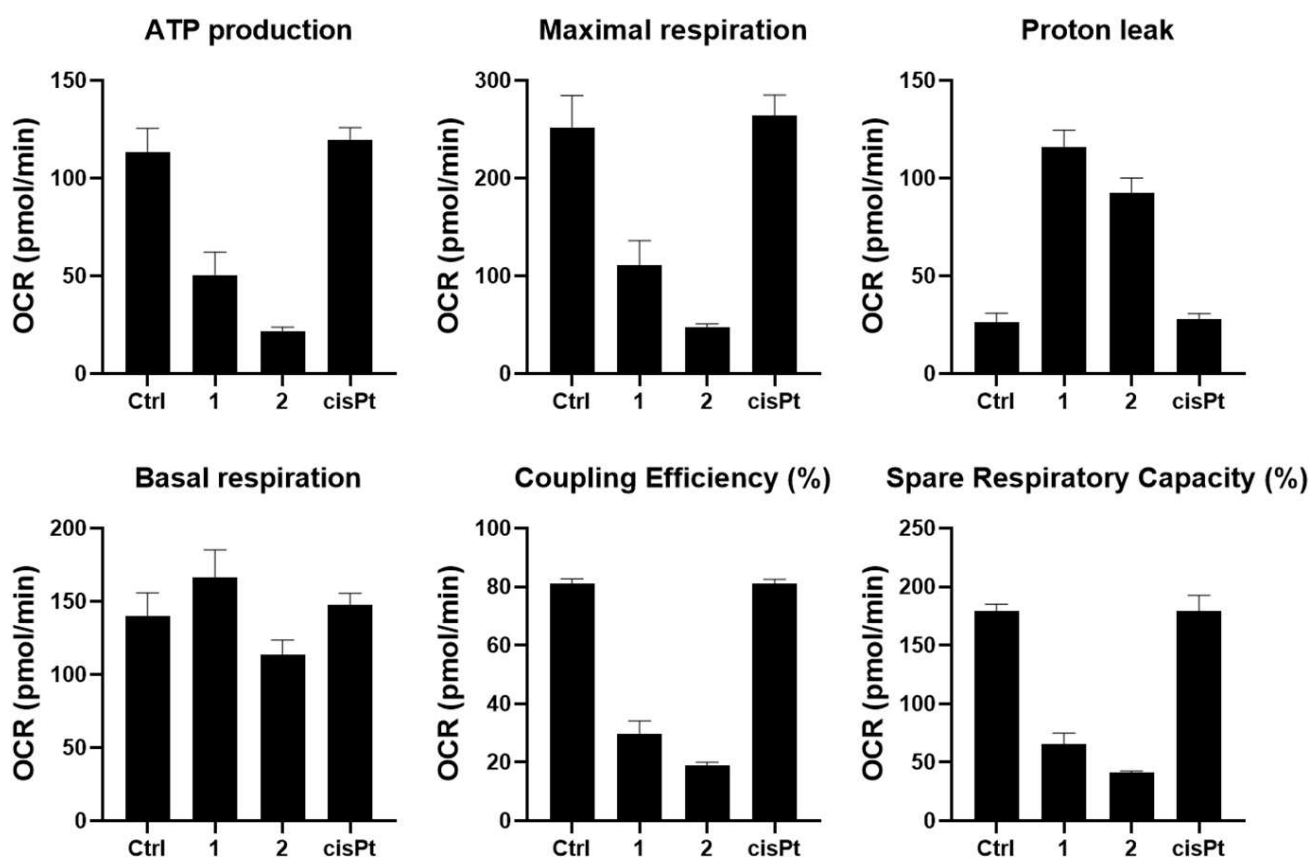 ATP production
OCR (pmol/min)
150
100
50
0
Ctrl 1 2 cisPt
Maximal respiration
OCR (pmol/min)
300
200
100
0
Ctrl 1 2 cisPt
Proton leak
OCR (pmol/min)
150
100
50
0
Ctrl 1 2 cisPt
Basal respiration
OCR (pmol/min)
200
150
100
50
0
Ctrl 1 2 cisPt
Coupling Efficiency (%)
OCR (pmol/min)
100
80
60
40
20
0
Ctrl 1 2 cisPt
Spare Respiratory Capacity (%)
OCR (pmol/min)
250
200
150
100
50
0
Ctrl 1 2 cisPt